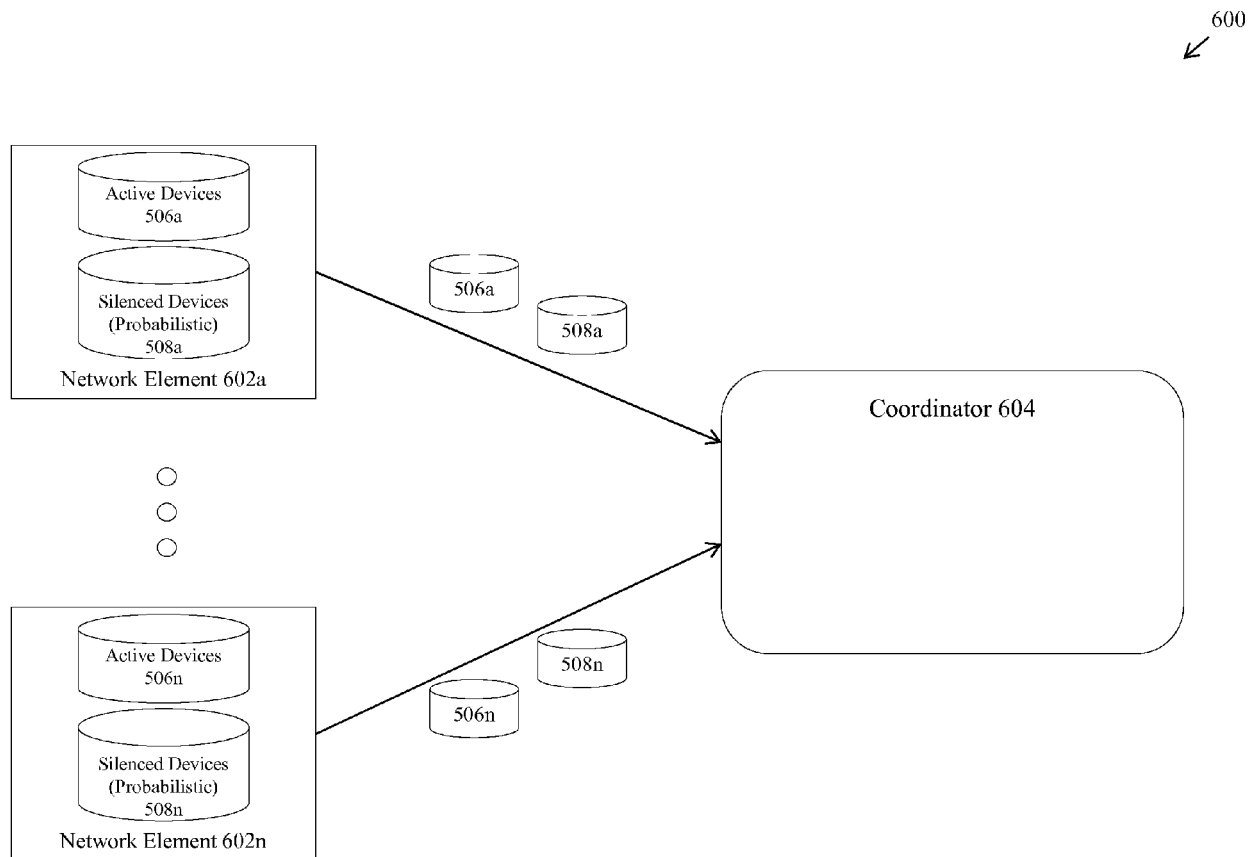 600
Active Devices
506a
Silenced Devices
(Probabilistic)
508a
Network Element 602a
506a
508a
Coordinator 604
Active Devices
506n
Silenced Devices
(Probabilistic)
508n
Network Element 602n
508n
506n